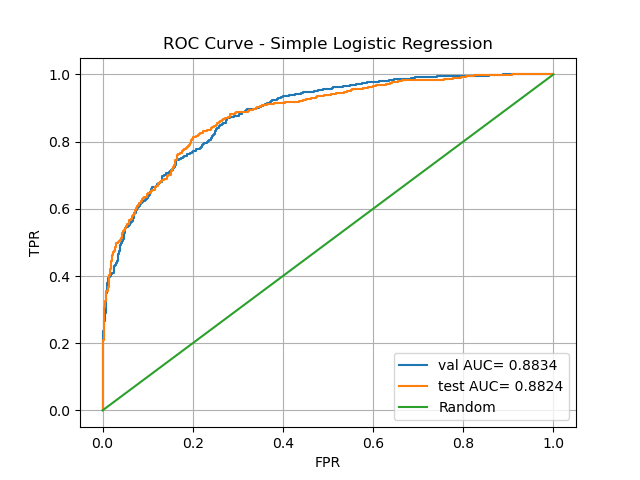 ROC Curve - Simple Logistic Regression
TPR
1.0
0.8
0.6
0.4
0.2
0.0
val AUC= 0.8834
test AUC= 0.8824
Random
0.0 0.2 0.4 0.6 0.8 1.0
FPR